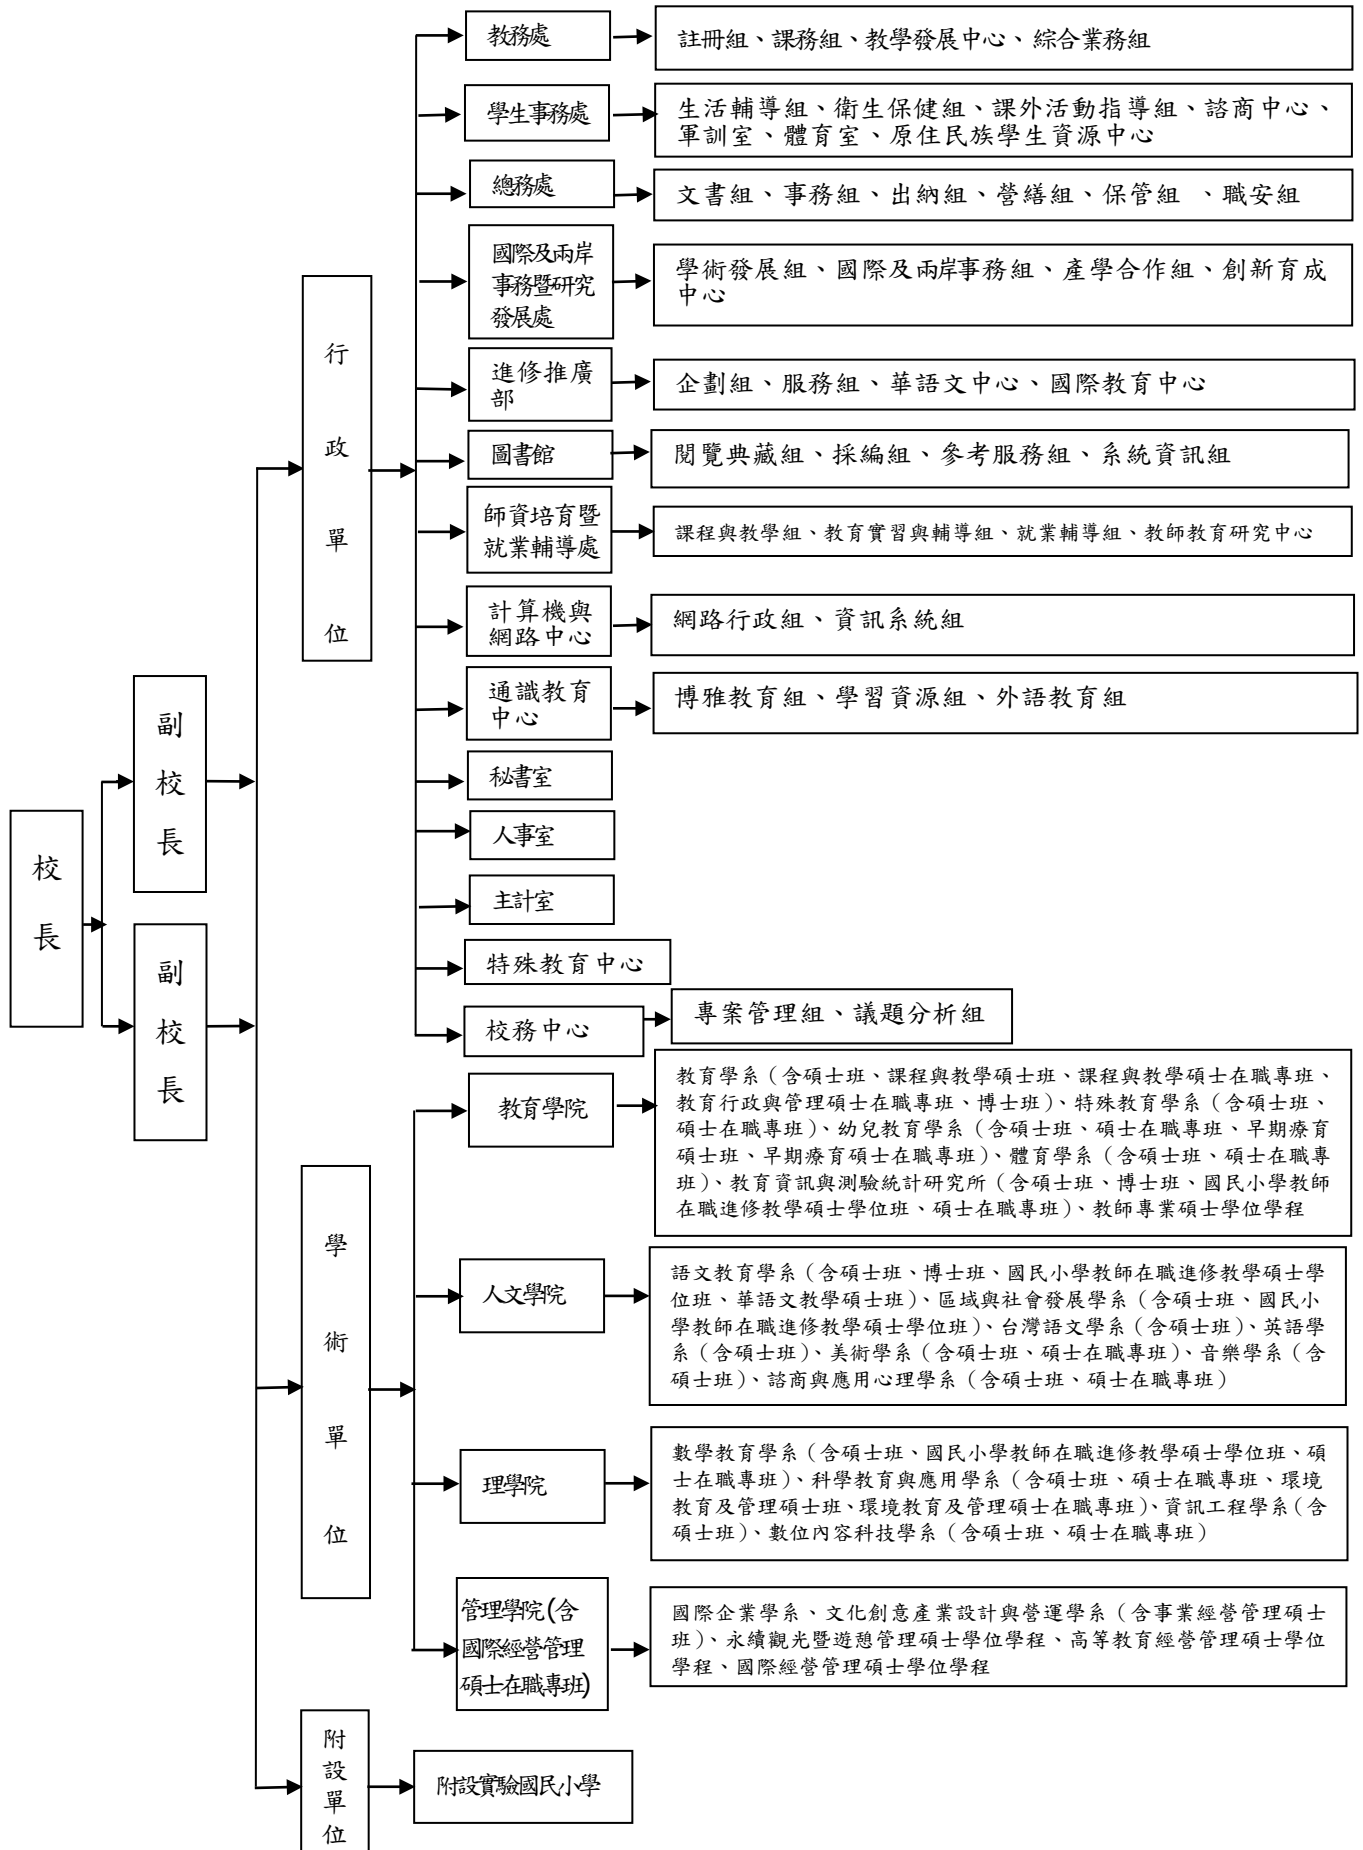 校長
副校長
副校長
行政單位
教務處
註冊組、課務組、教學發展中心、綜合業務組
學生事務處
生活輔導組、衛生保健組、課外活動指導組、諮商中心、
軍訓室、體育室、原住民族學生資源中心
總務處
文書組、事務組、出納組、營繕組、保管組 、職安組
國際及兩岸
事務暨研究
發展處
學術發展組、國際及兩岸事務組、產學合作組、創新育成
中心
進修推廣
部
企劃組、服務組、華語文中心、國際教育中心
圖書館
閱覽典藏組、採編組、參考服務組、系統資訊組
師資培育暨
就業輔導處
課程與教學組、教育實習與輔導組、就業輔導組、教師教育研究中心
計算機與
網路中心
網路行政組、資訊系統組
通識教育
中心
博雅教育組、學習資源組、外語教育組
秘書室
人事室
主計室
特殊教育中心
校務中心
專案管理組、議題分析組
學術單位
教育學院
教育學系（含碩士班、課程與教學碩士班、課程與教學碩士在職專班、
教育行政與管理碩士在職專班、博士班）、特殊教育學系（含碩士班、
碩士在職專班）、幼兒教育學系（含碩士班、碩士在職專班、早期療育
碩士班、早期療育碩士在職專班）、體育學系（含碩士班、碩士在職專
班）、教育資訊與測驗統計研究所（含碩士班、博士班、國民小學教師
在職進修教學碩士學位班、碩士在職專班）、教師專業碩士學位學程
人文學院
語文教育學系（含碩士班、博士班、國民小學教師在職進修教學碩士學
位班、華語文教學碩士班）、區域與社會發展學系（含碩士班、國民小
學教師在職進修教學碩士學位班）、台灣語文學系（含碩士班）、英語學
系（含碩士班）、美術學系（含碩士班、碩士在職專班）、音樂學系（含
碩士班）、諮商與應用心理學系（含碩士班、碩士在職專班）
理學院
數學教育學系（含碩士班、國民小學教師在職進修教學碩士學位班、碩
士在職專班）、科學教育與應用學系（含碩士班、碩士在職專班、環境
教育及管理碩士班、環境教育及管理碩士在職專班）、資訊工程學系（含
碩士班）、數位內容科技學系（含碩士班、碩士在職專班）
管理學院(含
國際經營管理
碩士在職專班)
國際企業學系、文化創意產業設計與營運學系（含事業經營管理碩士
班）、永續觀光暨遊憩管理碩士學位學程、高等教育經營管理碩士學位
學程、國際經營管理碩士學位學程
附設單位
附設實驗國民小學